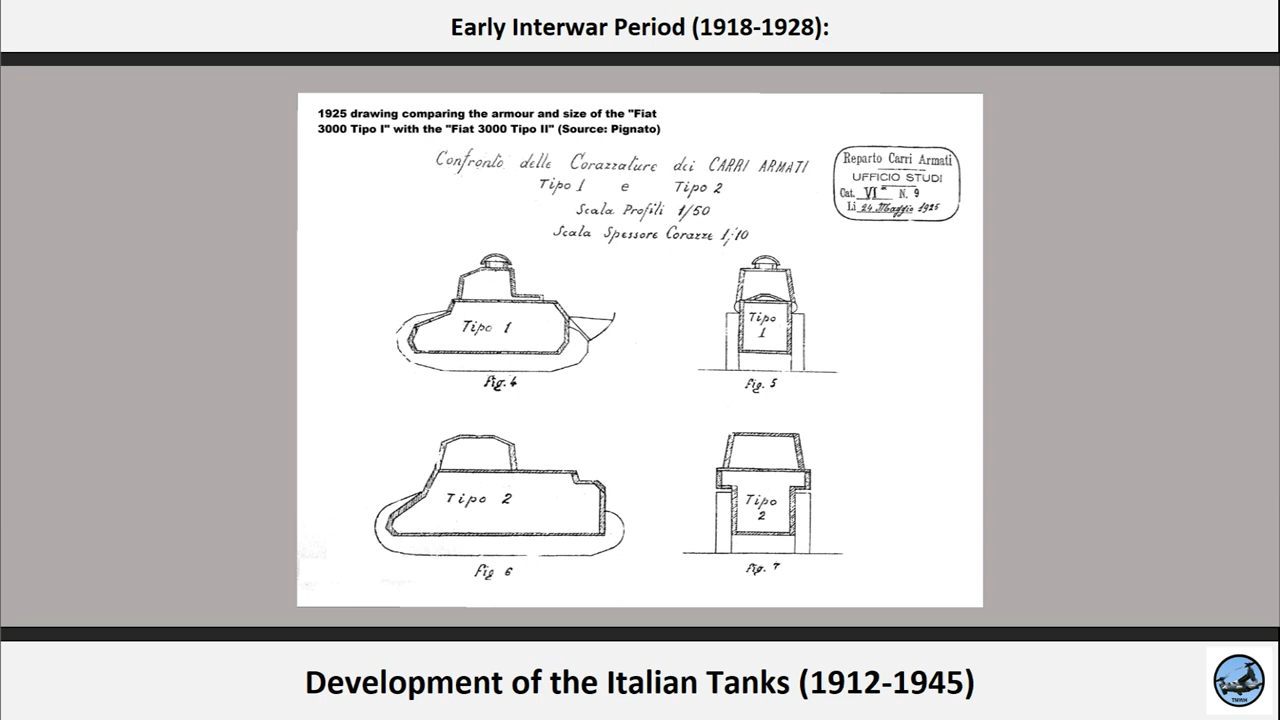 Early Interwar Period (1918-1928):
1925 drawing comparing the armour and size of the "Fiat
3000 Tipo I" with the "Fiat 3000 Tipo II" (Source: Pignato)
Confronto delle Corazzature dei CARRI ARMATI
Tipo 1 e Tipo 2
Scala Profili 1/50
Scala Spessore Corazze 1:10
Reparto Carri Armati
UFFICIO STUDI
Cat. VI N. 9
Li 24 Maggio 1925
Tipo 1
fig. 4
Tipo
1
fig. 5
Tipo 2
fig 6
Tipo
2
fig. 7
Development of the Italian Tanks (1912-1945)
TMWH